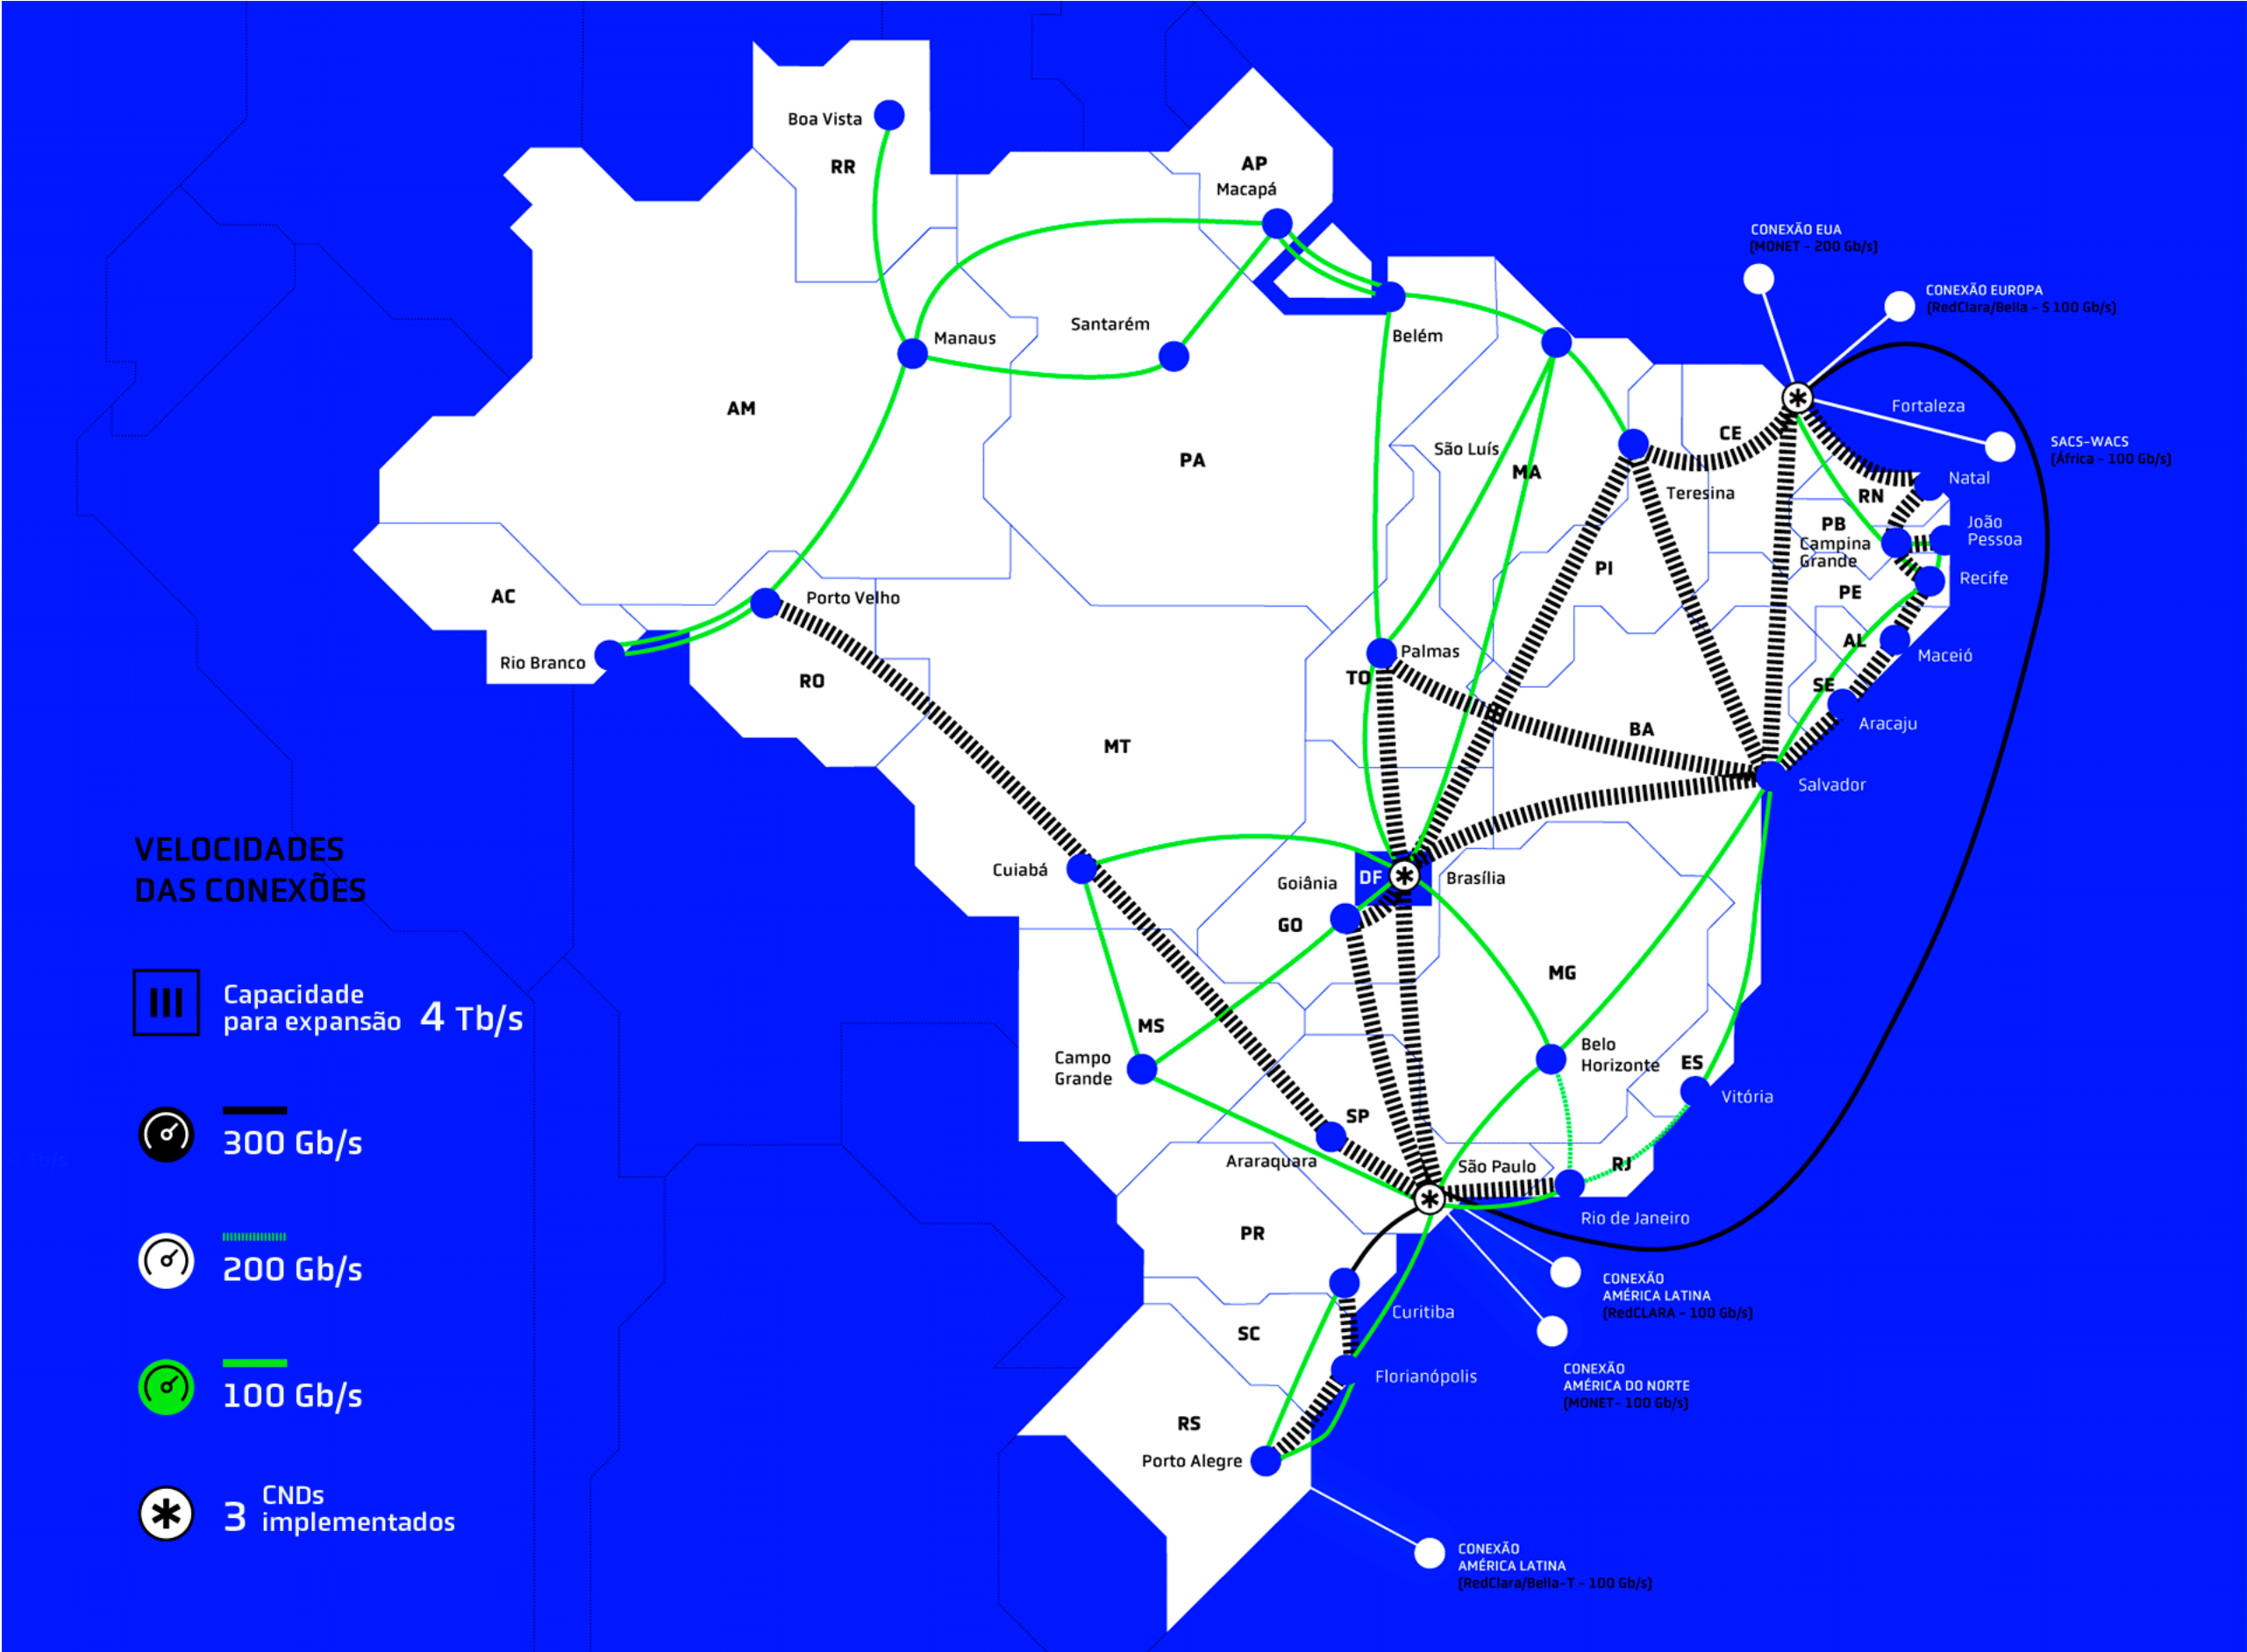 Boa Vista
RR
AP
Macapá
CONEXÃO EUA
(MONET - 200 Gb/s)
CONEXÃO EUROPA
(RedClara/Bella - S 100 Gb/s)
Manaus
Santarém
Belém
AM
PA
São Luís
MA
CE
Fortaleza
SACS-WACS
(África - 100 Gb/s)
Teresina
Natal
RN
PB
Campina
Grande
João
Pessoa
Recife
PE
PI
AC
Porto Velho
Rio Branco
RO
Palmas
TO
AL
Maceió
SE
Aracaju
BA
MT
Salvador
VELOCIDADES
DAS CONEXÕES
Cuiabá
Goiânia
DF
Brasília
GO
MG
Capacidade
para expansão 4 Tb/s
MS
Campo
Grande
Belo
Horizonte
ES
Vitória
300 Gb/s
SP
Araraquara
São Paulo
RJ
Rio de Janeiro
PR
200 Gb/s
CONEXÃO
AMÉRICA LATINA
(RedCLARA - 100 Gb/s)
Curitiba
SC
CONEXÃO
AMÉRICA DO NORTE
(MONET- 100 Gb/s)
Florianópolis
100 Gb/s
RS
Porto Alegre
3 CNDs
implementados
CONEXÃO
AMÉRICA LATINA
(RedClara/Bella-T - 100 Gb/s)